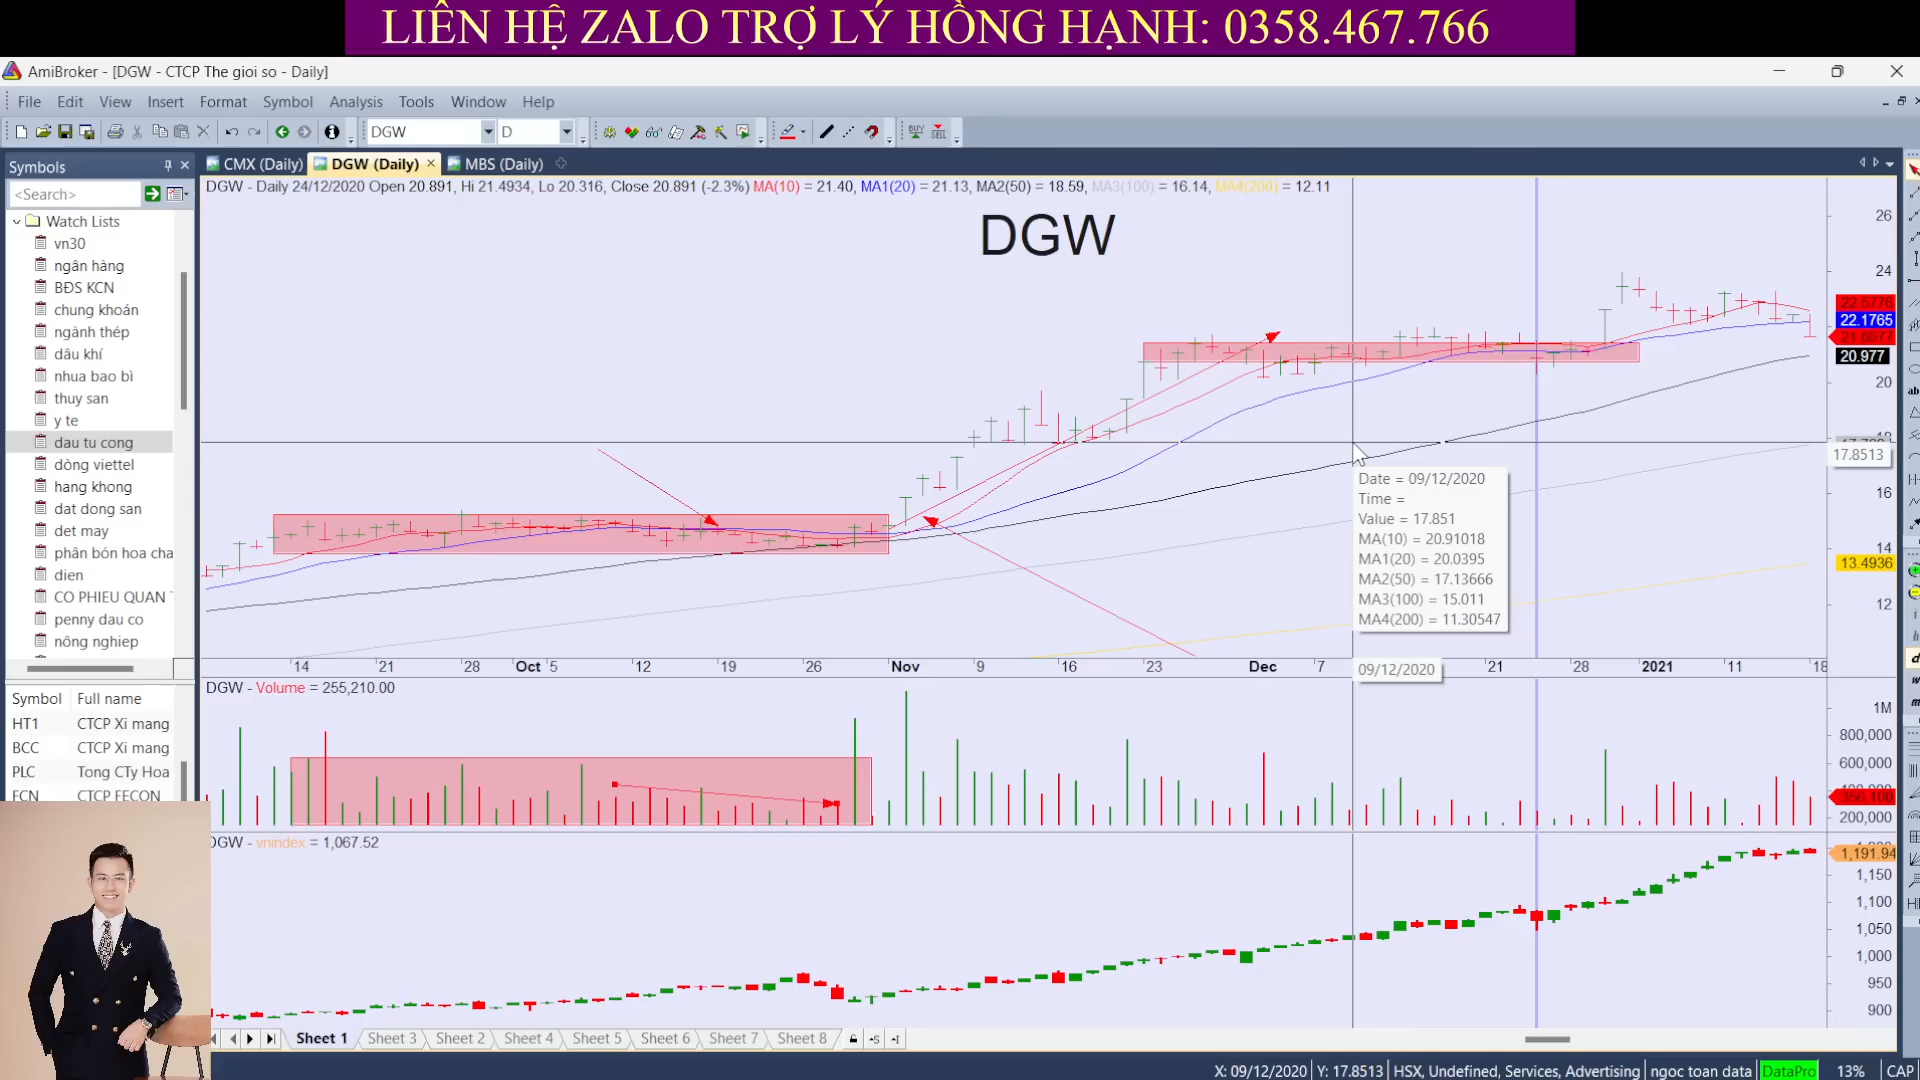 LIÊN HỆ ZALO TRỢ LÝ HỒNG HẠNH: 0358.467.766
AmiBroker - [DGW - CTCP The gioi so - Daily]
File Edit View Insert Format Symbol Analysis Tools Window Help
DGW D BUY SELL
Symbols
CMX (Daily) DGW (Daily) MBS (Daily)
<Search>
DGW - Daily 24/12/2020 Open 20.891, Hi 21.4934, Lo 20.316, Close 20.891 (-2.3%) MA(10) = 21.40, MA1(20) = 21.13, MA2(50) = 18.59, MA3(100) = 16.14, MA4(200) = 12.11
Watch Lists
vn30
ngân hàng
BĐS KCN
chung khoán
ngành thép
dâu khí
nhua bao bì
thuy san
y te
dau tu cong
dòng viettel
hang khong
dat dong san
det may
phân bón hoa cha
dien
CO PHIEU QUAN
penny dau co
nông nghiep
DGW
26
24
22.1765
20.977
20
17.8513
16
14
13.4936
12
Date = 09/12/2020
Time =
Value = 17.851
MA(10) = 20.91018
MA1(20) = 20.0395
MA2(50) = 17.13666
MA3(100) = 15.011
MA4(200) = 11.30547
14 21 28 Oct 5 12 19 26 Nov 9 16 23 Dec 7 09/12/2020 21 28 2021 11 18
Symbol Full name
HT1 CTCP Xi mang
BCC CTCP Xi mang
PLC Tong CTy Hoa
FCN CTCP FECON
DGW - Volume = 255,210.00
1M
800,000
600,000
200,000
DGW - vnindex = 1,067.52
1,191.94
1,150
1,100
1,050
1,000
950
900
Sheet 1 Sheet 3 Sheet 2 Sheet 4 Sheet 5 Sheet 6 Sheet 7 Sheet 8
X: 09/12/2020 Y: 17.8513 HSX, Undefined, Services, Advertising ngoc toan data DataPro 13% CAP